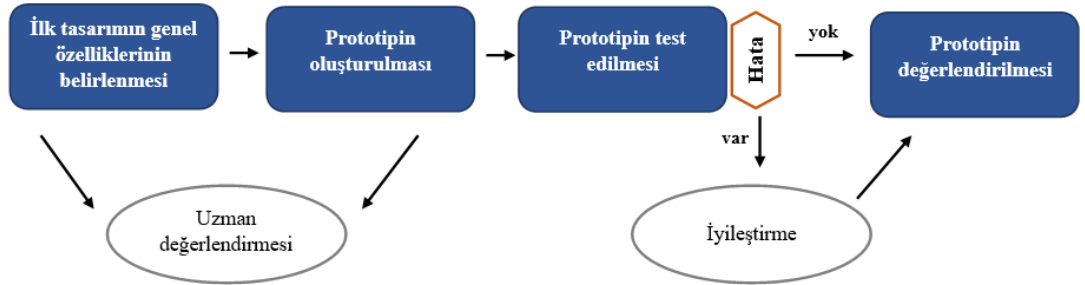 İlk tasarımın genel
özelliklerinin
belirlenmesi
Prototipin
oluşturulması
Prototipin test
edilmesi
Hata
yok
Prototipin
değerlendirilmesi
var
Uzman
değerlendirmesi
İyileştirme